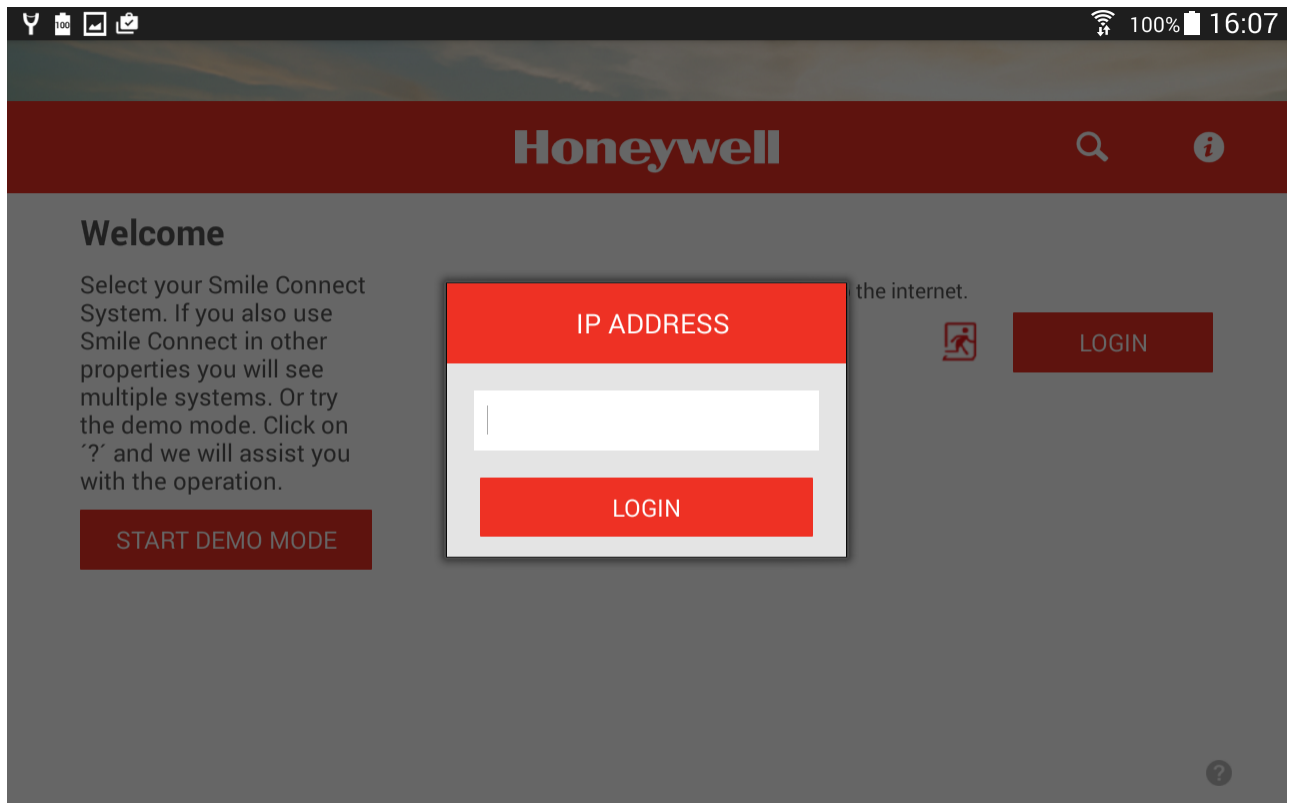 100 100% 16:07
Honeywell
Welcome
Select your Smile Connect
System. If you also use
Smile Connect in other
properties you will see
multiple systems. Or try
the demo mode. Click on
´?´ and we will assist you
with the operation.
START DEMO MODE
the internet.
LOGIN
IP ADDRESS
LOGIN
?